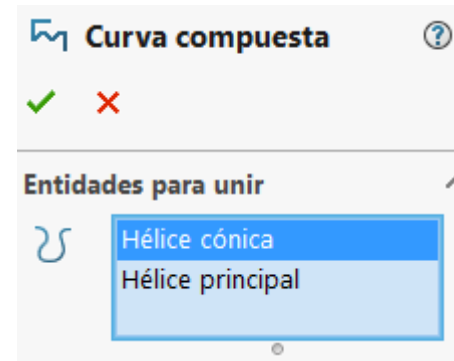 Curva compuesta
Entidades para unir
Hélice cónica
Hélice principal